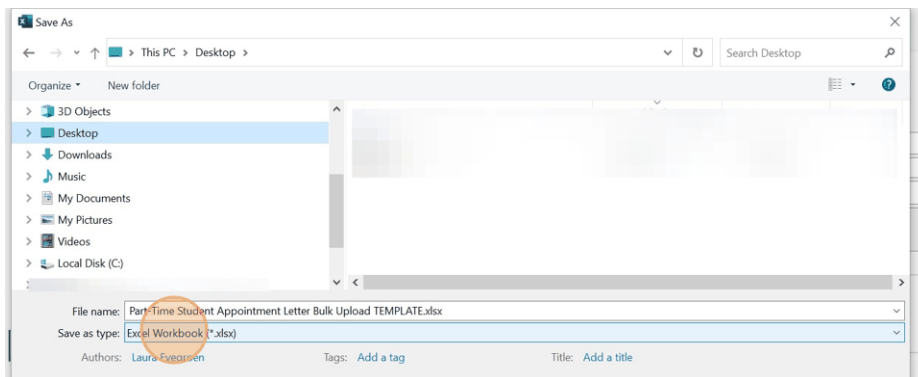 Save As
This PC > Desktop >
Search Desktop
Organize
New folder
3D Objects
Desktop
Downloads
Music
My Documents
My Pictures
Videos
Local Disk (C:)
File name: Part-Time Student Appointment Letter Bulk Upload TEMPLATE.xlsx
Save as type: Excel Workbook (*.xlsx)
Authors: Laura Tags: Add a tag Title: Add a title